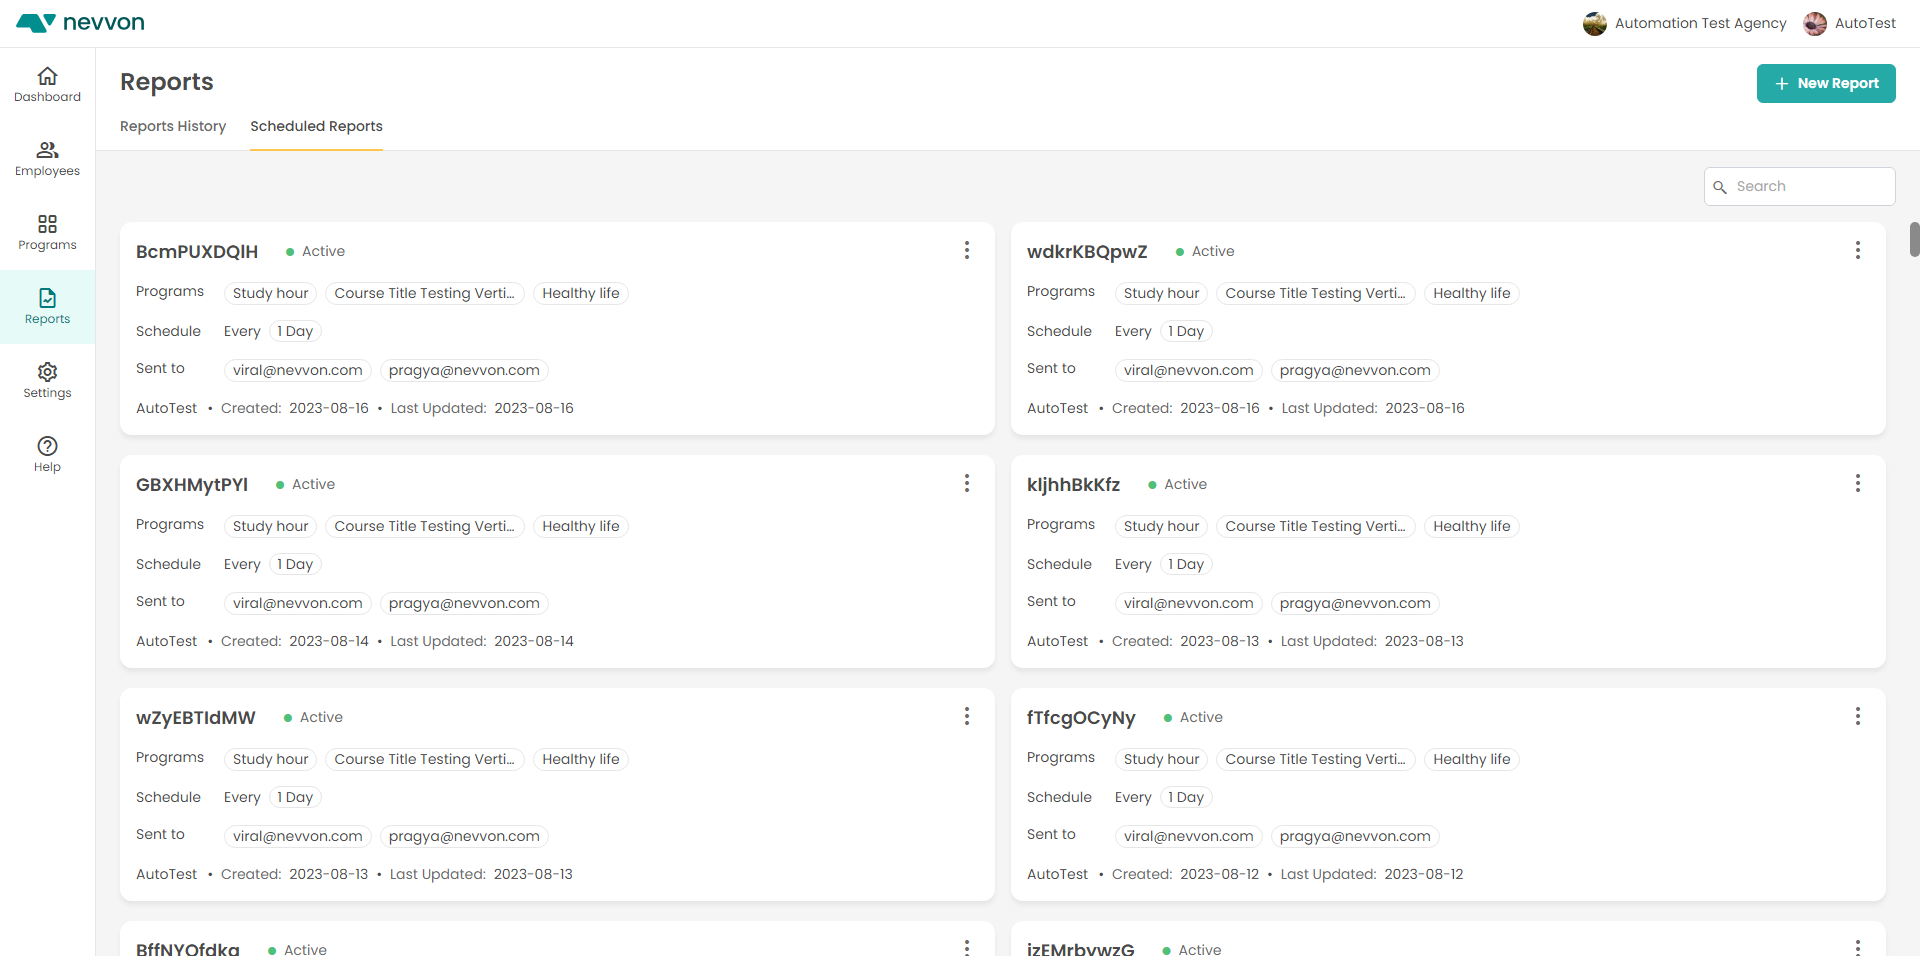 nevvon
Automation Test Agency
AutoTest
Dashboard
Employees
Programs
Reports
Settings
Help
Reports
+ New Report
Reports History
Scheduled Reports
Search
BcmPUXDQlH • Active
Programs Study hour Course Title Testing Verti... Healthy life
Schedule Every 1 Day
Sent to viral@nevvon.com pragya@nevvon.com
AutoTest • Created: 2023-08-16 • Last Updated: 2023-08-16
wdkrKBQpwZ • Active
Programs Study hour Course Title Testing Verti... Healthy life
Schedule Every 1 Day
Sent to viral@nevvon.com pragya@nevvon.com
AutoTest • Created: 2023-08-16 • Last Updated: 2023-08-16
GBXHMytPYl • Active
Programs Study hour Course Title Testing Verti... Healthy life
Schedule Every 1 Day
Sent to viral@nevvon.com pragya@nevvon.com
AutoTest • Created: 2023-08-14 • Last Updated: 2023-08-14
kljhhBkKfz • Active
Programs Study hour Course Title Testing Verti... Healthy life
Schedule Every 1 Day
Sent to viral@nevvon.com pragya@nevvon.com
AutoTest • Created: 2023-08-13 • Last Updated: 2023-08-13
wZyEBTIdMW • Active
Programs Study hour Course Title Testing Verti... Healthy life
Schedule Every 1 Day
Sent to viral@nevvon.com pragya@nevvon.com
AutoTest • Created: 2023-08-13 • Last Updated: 2023-08-13
fTfcgOCyNy • Active
Programs Study hour Course Title Testing Verti... Healthy life
Schedule Every 1 Day
Sent to viral@nevvon.com pragya@nevvon.com
AutoTest • Created: 2023-08-12 • Last Updated: 2023-08-12
• Active
• Active